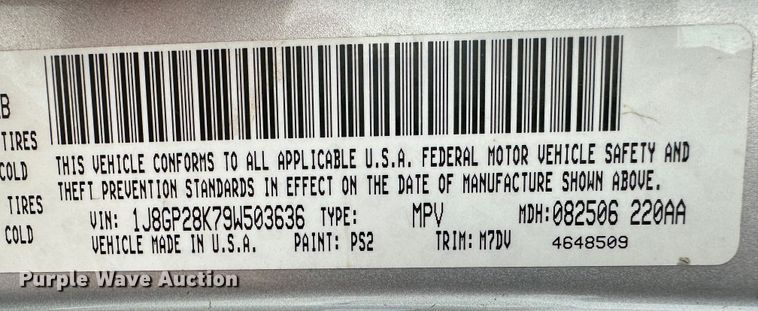 B
TIRES
COLD
TIRES
COLD
THIS VEHICLE CONFORMS TO ALL APPLICABLE U.S.A. FEDERAL MOTOR VEHICLE SAFETY AND
THEFT PREVENTION STANDARDS IN EFFECT ON THE DATE OF MANUFACTURE SHOWN ABOVE.
VIN: 1J8GP28K79W503636 TYPE: MPV MDH: 082506 220AA
VEHICLE MADE IN U.S.A. PAINT: PS2 TRIM: M7DV 4648509
Purple Wave Auction